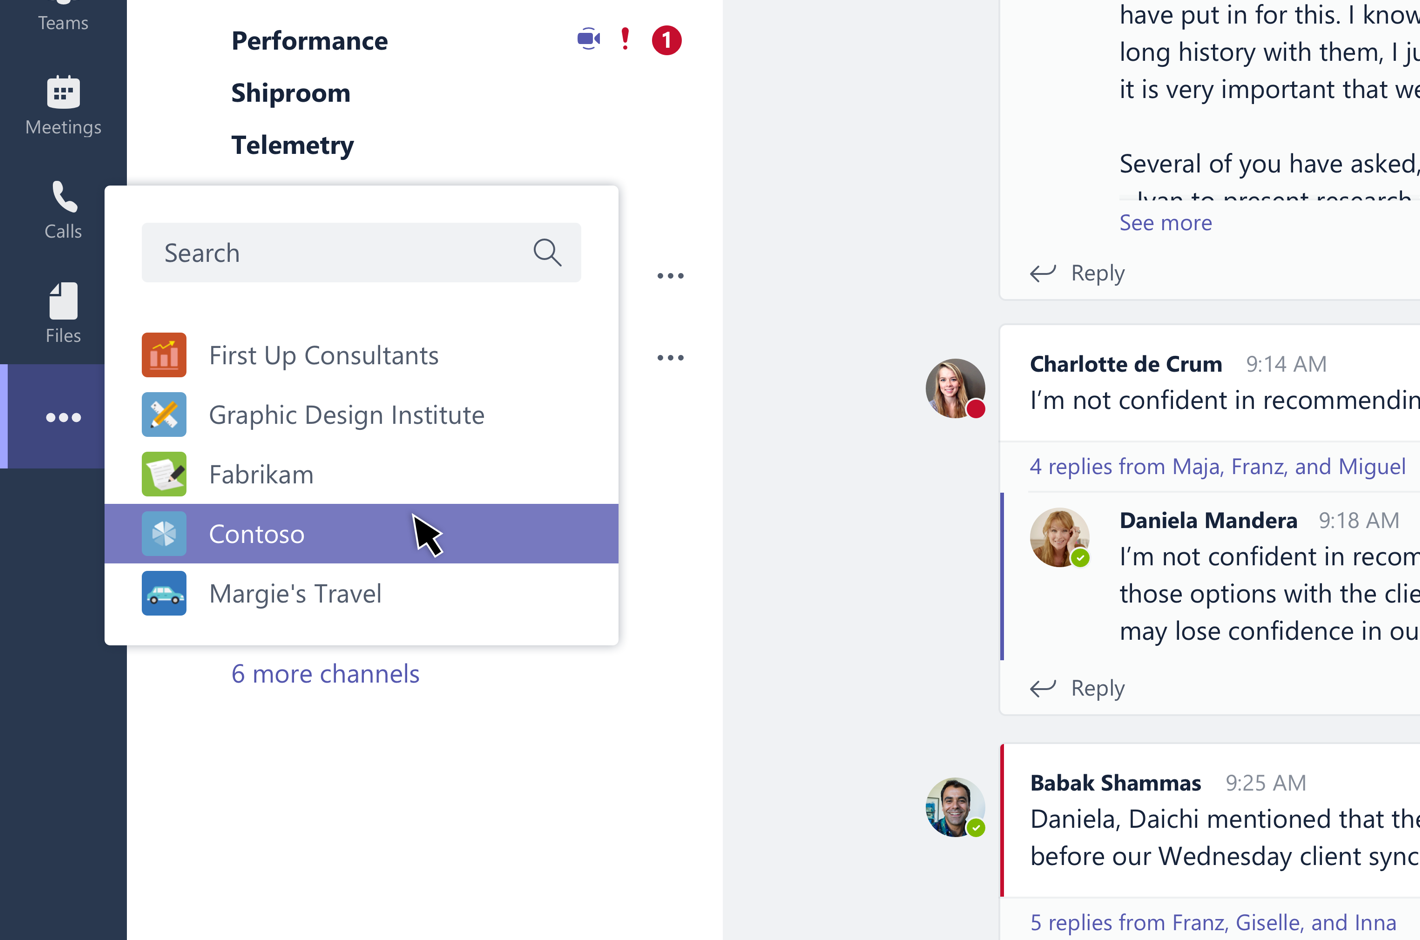 Teams
Meetings
Calls
Files
Performance
1
Shiproom
Telemetry
Search
First Up Consultants
Graphic Design Institute
Fabrikam
Contoso
Margie's Travel
6 more channels
have put in for this. I know
long history with them, I ju
it is very important that we
Several of you have asked,
Ivan to present research
See more
Reply
Charlotte de Crum 9:14 AM
I'm not confident in recommendin
4 replies from Maja, Franz, and Miguel
Daniela Mandera 9:18 AM
I'm not confident in recom
those options with the clie
may lose confidence in ou
Reply
Babak Shammas 9:25 AM
Daniela, Daichi mentioned that the
before our Wednesday client sync
5 replies from Franz, Giselle, and Inna